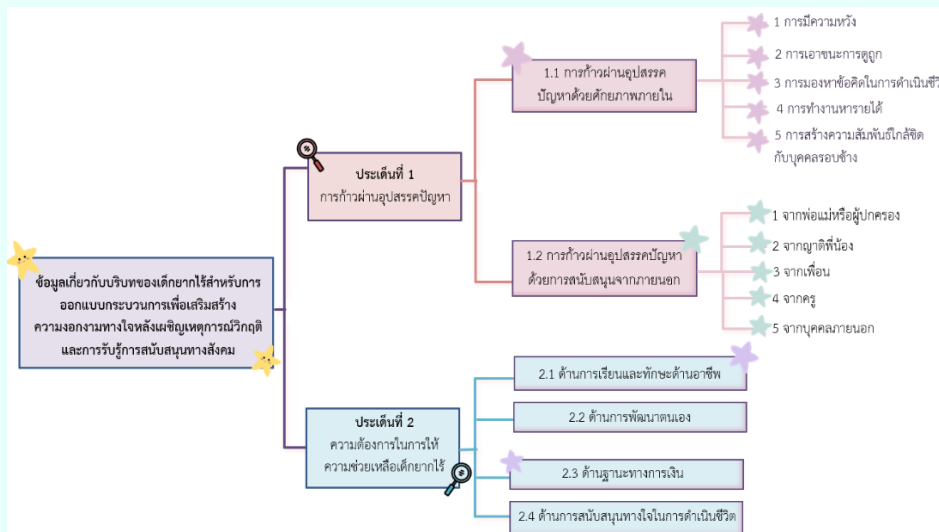 ข้อมูลเกี่ยวกับบริบทของเด็กยากไร้สำหรับการ
ออกแบบกระบวนการเพื่อเสริมสร้าง
ความงอกงามทางใจหลังเผชิญเหตุการณ์วิกฤติ
และการรับรู้การสนับสนุนทางสังคม
ประเด็นที่ 1
การก้าวผ่านอุปสรรคปัญหา
1.1 การก้าวผ่านอุปสรรค
ปัญหาด้วยศักยภาพภายใน
1 การมีความหวัง
2 การเอาชนะการดูถูก
3 การมองหาข้อคิดในการดำเนินชีวิ
4 การทำงานหารายได้
5 การสร้างความสัมพันธ์ใกล้ชิด
กับบุคคลรอบข้าง
1.2 การก้าวผ่านอุปสรรคปัญหา
ด้วยการสนับสนุนจากภายนอก
1 จากพ่อแม่หรือผู้ปกครอง
2 จากญาติพี่น้อง
3 จากเพื่อน
4 จากครู
5 จากบุคคลภายนอก
ประเด็นที่ 2
ความต้องการในการให้
ความช่วยเหลือเด็กยากไร้
2.1 ด้านการเรียนและทักษะด้านอาชีพ
2.2 ด้านการพัฒนาตนเอง
2.3 ด้านฐานะทางการเงิน
2.4 ด้านการสนับสนุนทางใจในการดำเนินชีวิต